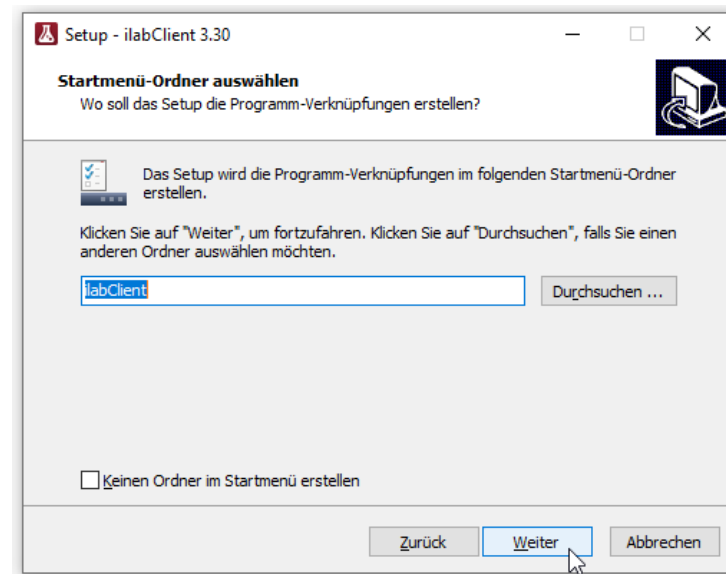 Setup - ilabClient 3.30
Startmenü-Ordner auswählen
Wo soll das Setup die Programm-Verknüpfungen erstellen?
Das Setup wird die Programm-Verknüpfungen im folgenden Startmenü-Ordner
erstellen.
Klicken Sie auf "Weiter", um fortzufahren. Klicken Sie auf "Durchsuchen", falls Sie einen
anderen Ordner auswählen möchten.
ilabClient
Durchsuchen ...
Keinen Ordner im Startmenü erstellen
Zurück Weiter Abbrechen